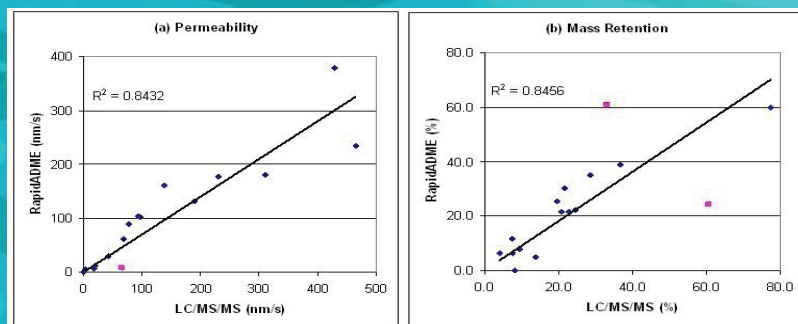 (a) Permeability
400
300
200
100
0
R² = 0.8432
RapidADME (nm/s)
0 100 200 300 400 500
LC/MS/MS (nm/s)
(b) Mass Retention
80.0
60.0
40.0
20.0
0.0
R² = 0.8456
RapidADME (%)
0.0 20.0 40.0 60.0 80.0
LC/MS/MS (%)